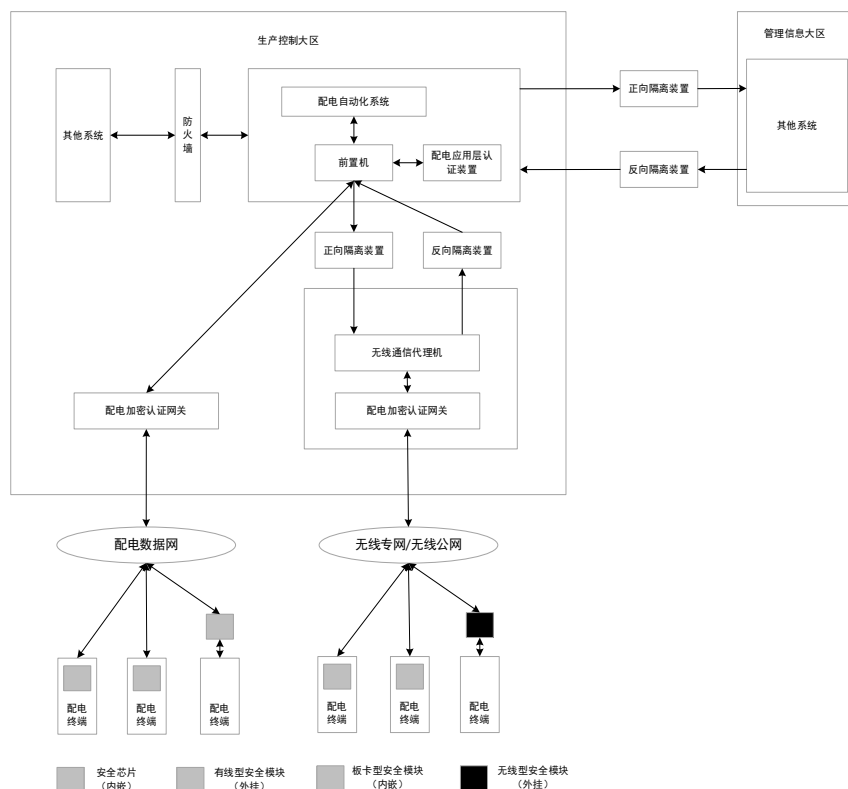 生产控制大区
管理信息大区
其他系统
防
火
墙
配电自动化系统
前置机
配电应用层认
证装置
正向隔离装置
反向隔离装置
其他系统
正向隔离装置
反向隔离装置
无线通信代理机
配电加密认证网关
配电加密认证网关
配电数据网
无线专网/无线公网
配电
终端
配电
终端
配电
终端
配电
终端
配电
终端
配电
终端
安全芯片
（内嵌）
有线型安全模块
（外挂）
板卡型安全模块
（内嵌）
无线型安全模块
（外挂）